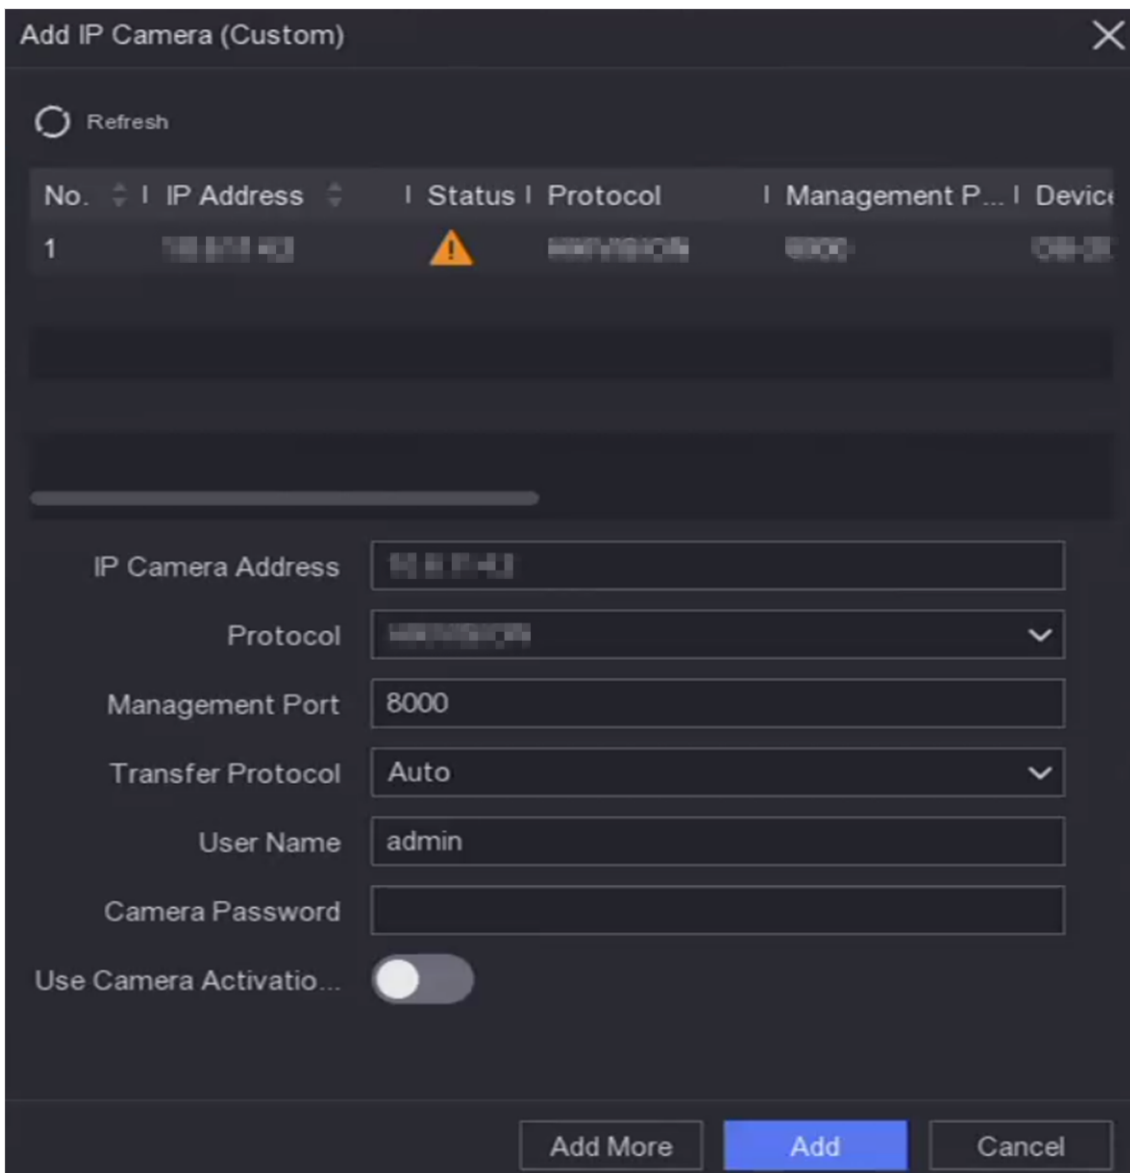 Add IP Camera (Custom)
Refresh
No. IP Address Status Protocol Management P... Device
1
IP Camera Address
Protocol
Management Port 8000
Transfer Protocol Auto
User Name admin
Camera Password
Use Camera Activatio...
Add More Add Cancel